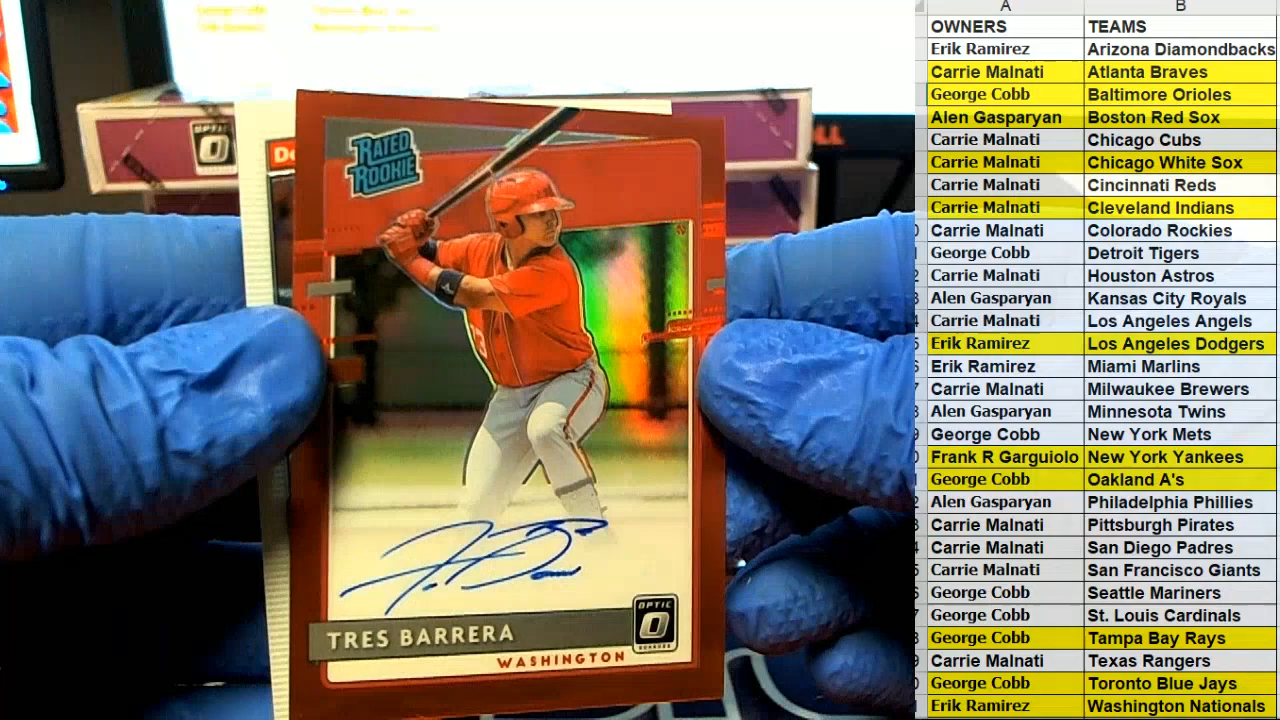 RATED
ROOKIE
TRES BARRERA
WASHINGTON
OPTIC
OPTIC
A B
OWNERS TEAMS
Erik Ramirez Arizona Diamondbacks
Carrie Malnati Atlanta Braves
George Cobb Baltimore Orioles
Alen Gasparyan Boston Red Sox
Carrie Malnati Chicago Cubs
Carrie Malnati Chicago White Sox
Carrie Malnati Cincinnati Reds
Carrie Malnati Cleveland Indians
Carrie Malnati Colorado Rockies
George Cobb Detroit Tigers
Carrie Malnati Houston Astros
Alen Gasparyan Kansas City Royals
Carrie Malnati Los Angeles Angels
Erik Ramirez Los Angeles Dodgers
Erik Ramirez Miami Marlins
Carrie Malnati Milwaukee Brewers
Alen Gasparyan Minnesota Twins
George Cobb New York Mets
Frank R Garguiolo New York Yankees
George Cobb Oakland A's
Alen Gasparyan Philadelphia Phillies
Carrie Malnati Pittsburgh Pirates
Carrie Malnati San Diego Padres
Carrie Malnati San Francisco Giants
George Cobb Seattle Mariners
George Cobb St. Louis Cardinals
George Cobb Tampa Bay Rays
Carrie Malnati Texas Rangers
George Cobb Toronto Blue Jays
Erik Ramirez Washington Nationals